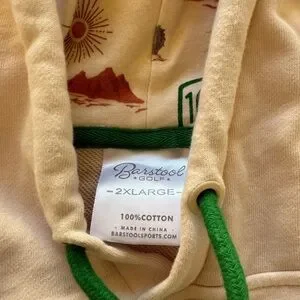 Barstool
GOLF
2XLARGE
100%COTTON
MADE IN CHINA
BARSTOOLSPORTS.COM